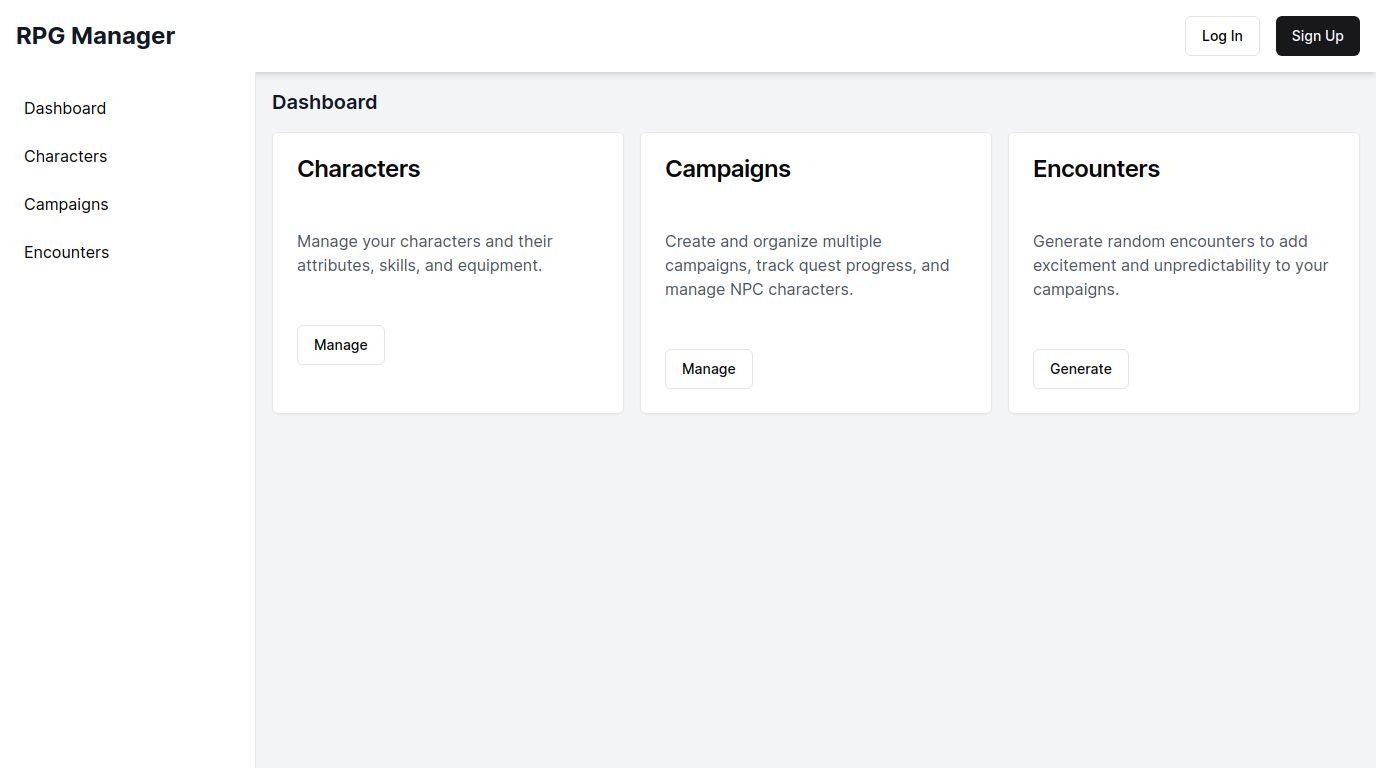 RPG Manager
Log In
Sign Up
Dashboard
Characters
Campaigns
Encounters
Dashboard
Characters
Manage your characters and their
attributes, skills, and equipment.
Manage
Campaigns
Create and organize multiple
campaigns, track quest progress, and
manage NPC characters.
Manage
Encounters
Generate random encounters to add
excitement and unpredictability to your
campaigns.
Generate